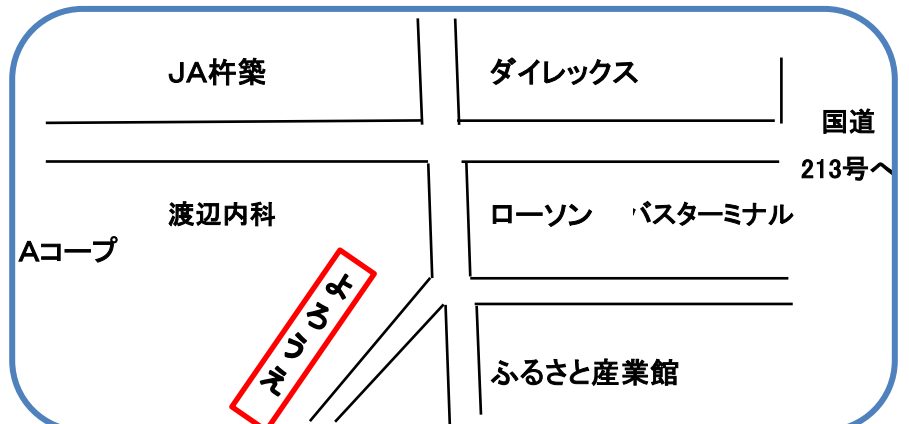 JA杵築
ダイレックス
国道
213号へ
渡辺内科
ローソン
バスターミナル
Aコープ
よろうえ
ふるさと産業館